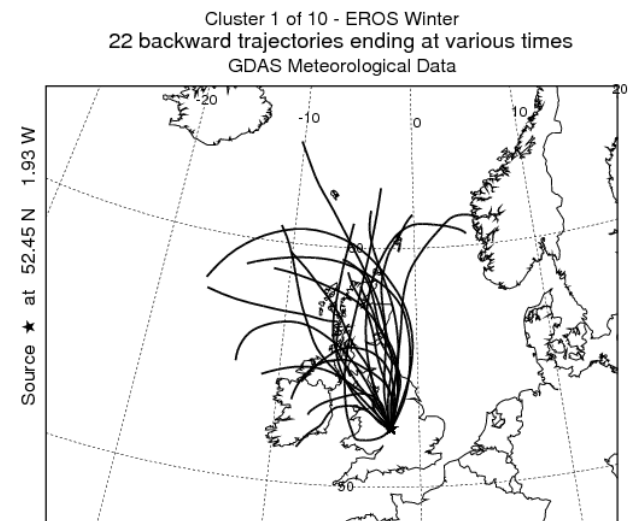 Cluster 1 of 10 - EROS Winter
22 backward trajectories ending at various times
GDAS Meteorological Data
Source ★ at 52.45 N 1.93 W
-20
-10
0
10
20
50